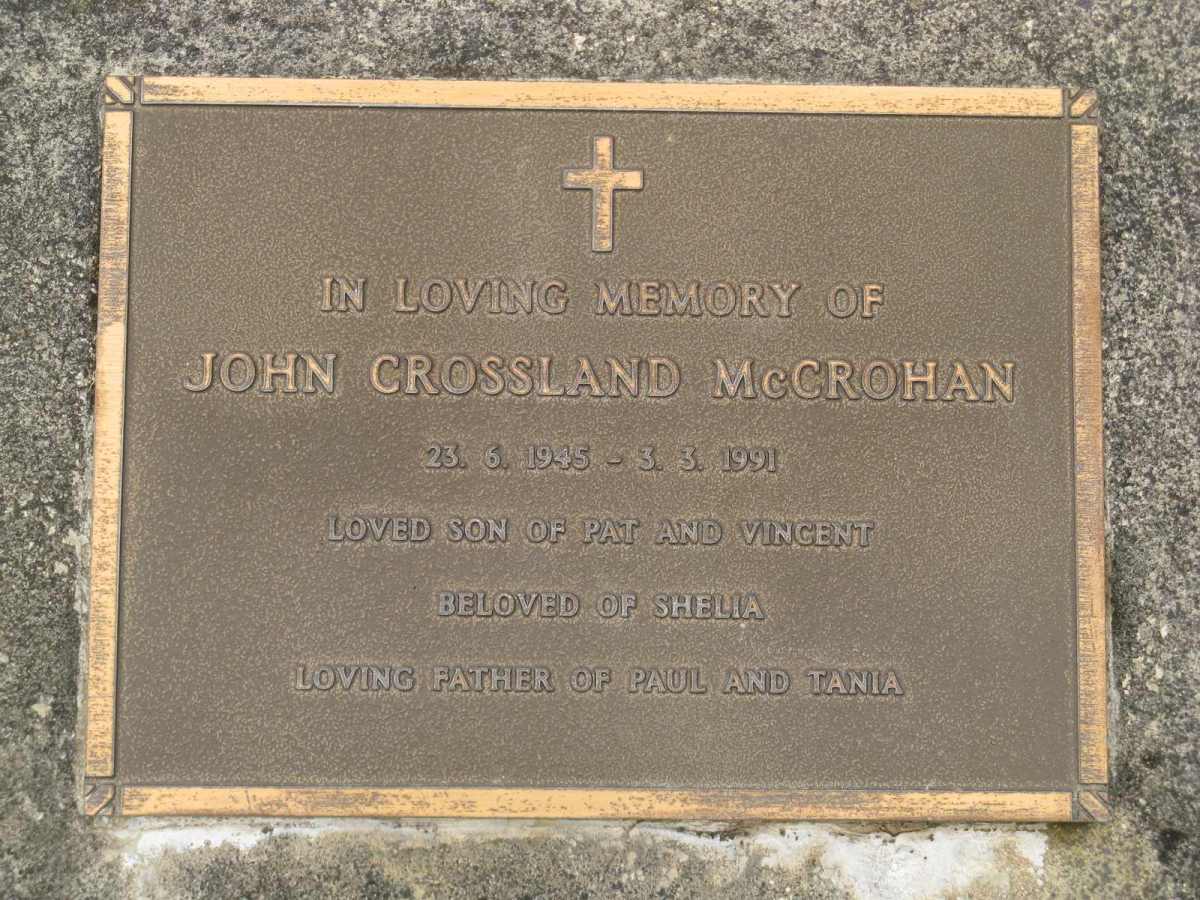 IN LOVING MEMORY OF
JOHN CROSSLAND McCROHAN
23. 6. 1945 - 3. 3. 1991
LOVED SON OF PAT AND VINCENT
BELOVED OF SHELIA
LOVING FATHER OF PAUL AND TANIA